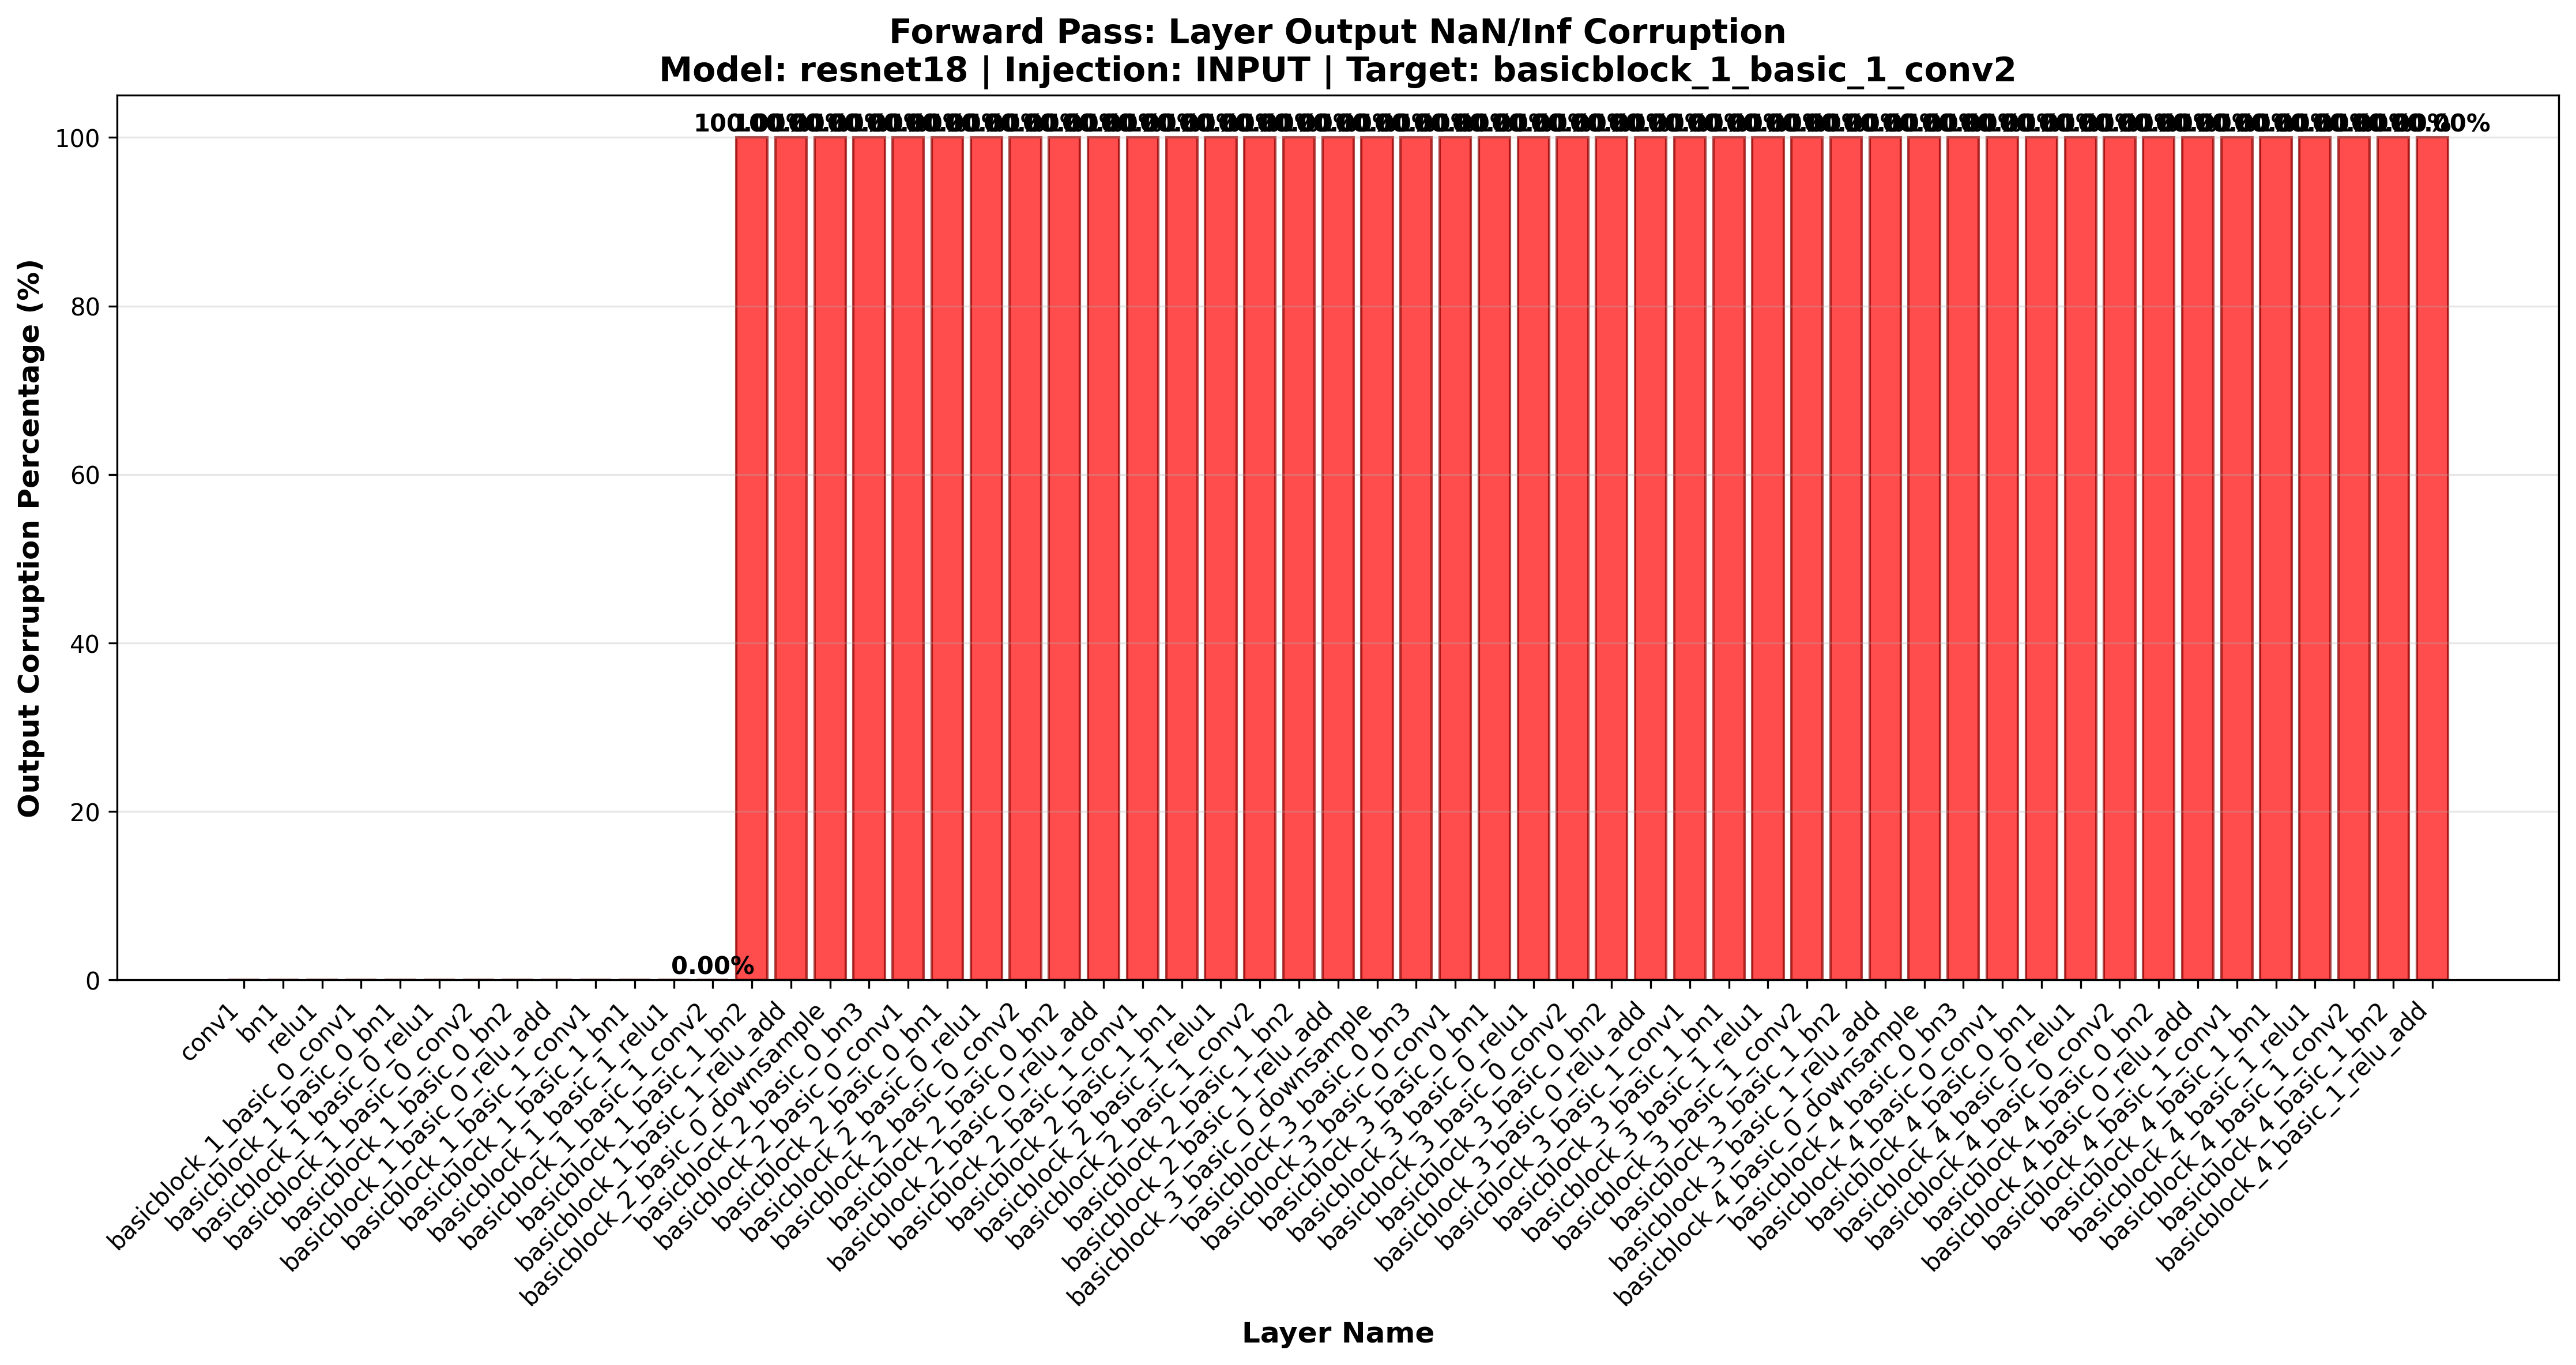 Forward Pass: Layer Output NaN/Inf Corruption
Model: resnet18 | Injection: INPUT | Target: basicblock_1_basic_1_conv2
Output Corruption Percentage (%)
100
80
60
40
20
0
0.00%
conv1
bn1
relu1
basicblock_1_basic_0_conv1
basicblock_1_basic_0_bn1
basicblock_1_basic_0_relu1
basicblock_1_basic_0_conv2
basicblock_1_basic_0_bn2
basicblock_1_basic_0_relu_add
basicblock_1_basic_1_conv1
basicblock_1_basic_1_bn1
basicblock_1_basic_1_relu1
basicblock_1_basic_1_conv2
basicblock_1_basic_1_bn2
basicblock_1_basic_1_relu_add
basicblock_2_basic_0_downsample
basicblock_2_basic_0_bn3
basicblock_2_basic_0_conv1
basicblock_2_basic_0_bn1
basicblock_2_basic_0_relu1
basicblock_2_basic_0_conv2
basicblock_2_basic_0_bn2
basicblock_2_basic_0_relu_add
basicblock_2_basic_1_conv1
basicblock_2_basic_1_bn1
basicblock_2_basic_1_relu1
basicblock_2_basic_1_conv2
basicblock_2_basic_1_bn2
basicblock_2_basic_1_relu_add
basicblock_3_basic_0_downsample
basicblock_3_basic_0_bn3
basicblock_3_basic_0_conv1
basicblock_3_basic_0_bn1
basicblock_3_basic_0_relu1
basicblock_3_basic_0_conv2
basicblock_3_basic_0_bn2
basicblock_3_basic_0_relu_add
basicblock_3_basic_1_conv1
basicblock_3_basic_1_bn1
basicblock_3_basic_1_relu1
basicblock_3_basic_1_conv2
basicblock_3_basic_1_bn2
basicblock_3_basic_1_relu_add
basicblock_4_basic_0_downsample
basicblock_4_basic_0_bn3
basicblock_4_basic_0_conv1
basicblock_4_basic_0_bn1
basicblock_4_basic_0_relu1
basicblock_4_basic_0_conv2
basicblock_4_basic_0_bn2
basicblock_4_basic_0_relu_add
basicblock_4_basic_1_conv1
basicblock_4_basic_1_bn1
basicblock_4_basic_1_relu1
basicblock_4_basic_1_conv2
basicblock_4_basic_1_bn2
basicblock_4_basic_1_relu_add
Layer Name